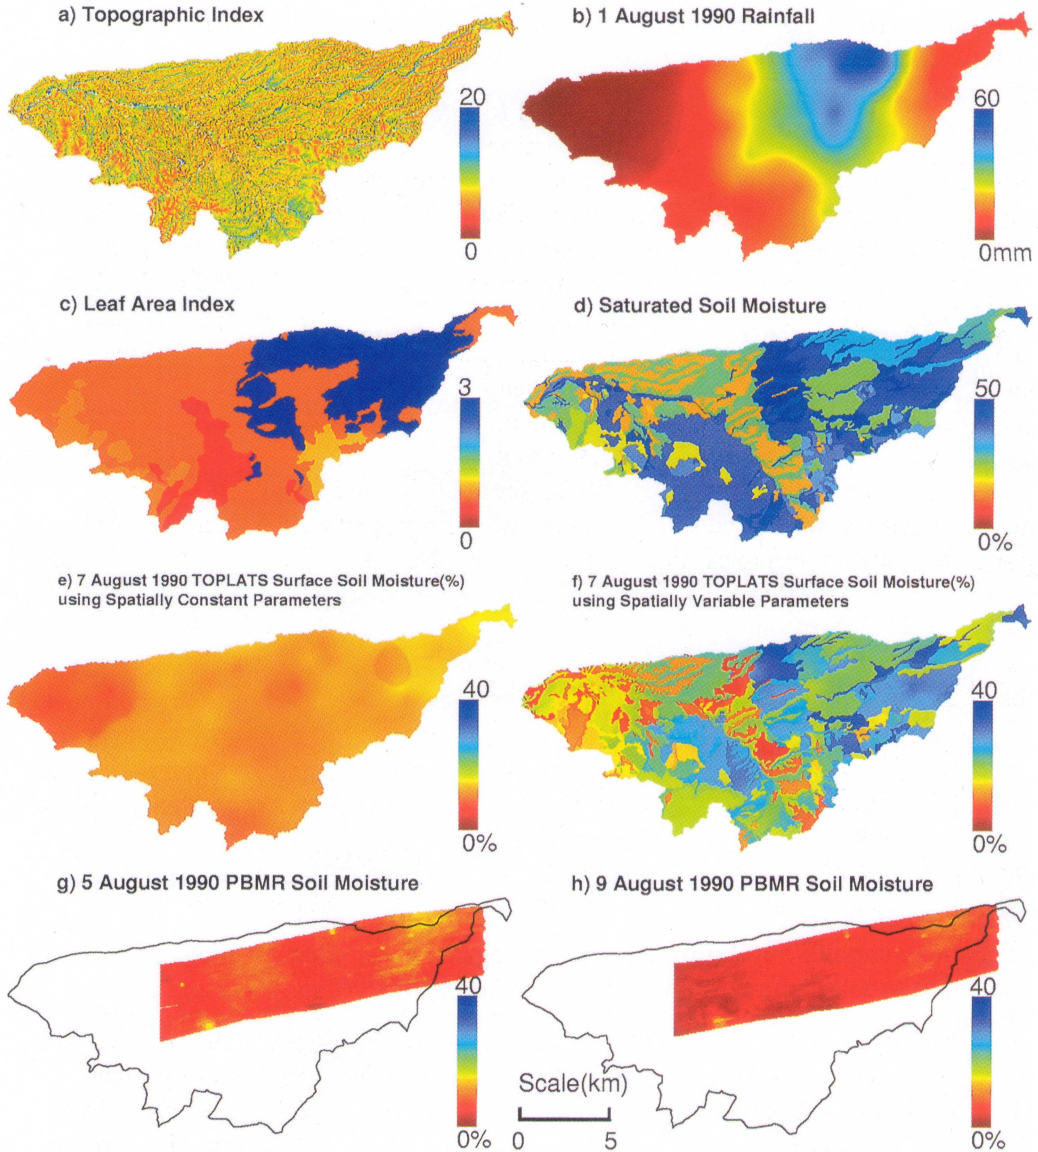 a) Topographic Index
20
0
b) 1 August 1990 Rainfall
60
0mm
c) Leaf Area Index
3
0
d) Saturated Soil Moisture
50
0%
e) 7 August 1990 TOPLATS Surface Soil Moisture(%)
using Spatially Constant Parameters
40
0%
f) 7 August 1990 TOPLATS Surface Soil Moisture(%)
using Spatially Variable Parameters
40
0%
g) 5 August 1990 PBMR Soil Moisture
40
0%
h) 9 August 1990 PBMR Soil Moisture
40
0%
Scale(km)
0 5